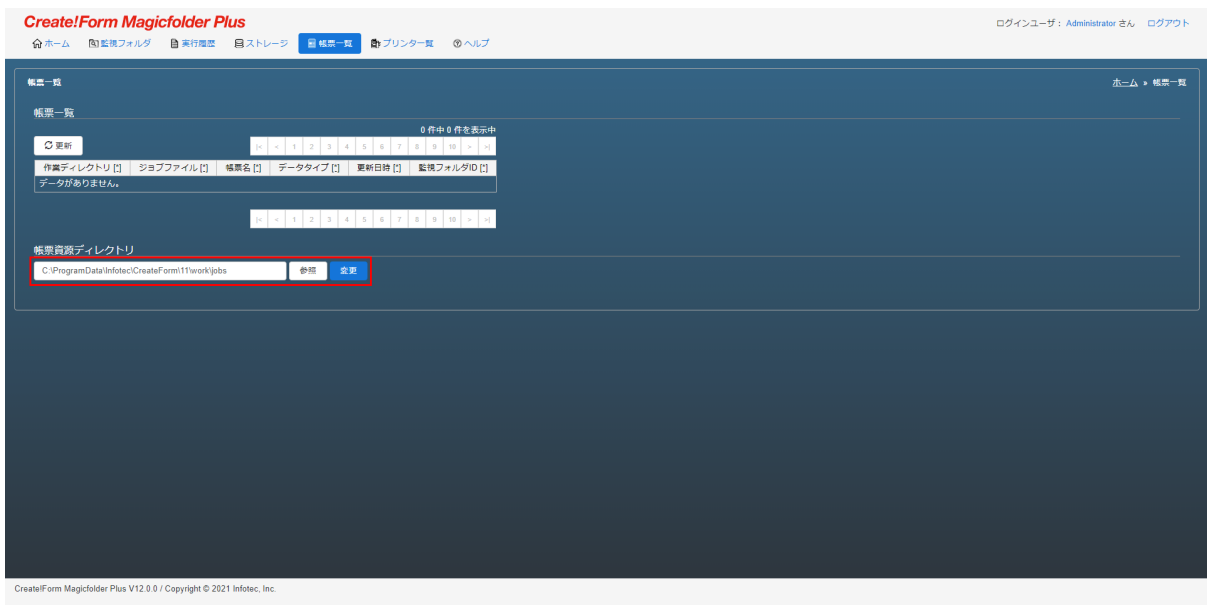 Create!Form Magicfolder Plus
ログインユーザ： Administrator さん ログアウト
ホーム 監視フォルダ 実行履歴 ストレージ 帳票一覧 プリンター覧 ヘルプ
帳票一覧
ホーム » 帳票一覧
帳票一覧
0 件中 0 件を表示中
更新
|< < 1 2 3 4 5 6 7 8 9 10 > >|
作業ディレクトリ [*] ジョブファイル [*] 帳票名 [*] データタイプ [*] 更新日時 [*] 監視フォルダID [*]
データがありません。
|< < 1 2 3 4 5 6 7 8 9 10 > >|
帳票資源ディレクトリ
C:\ProgramData\Infotec\CreateForm\11\work\jobs 参照 変更
Create!Form Magicfolder Plus V12.0.0 / Copyright © 2021 Infotec, Inc.